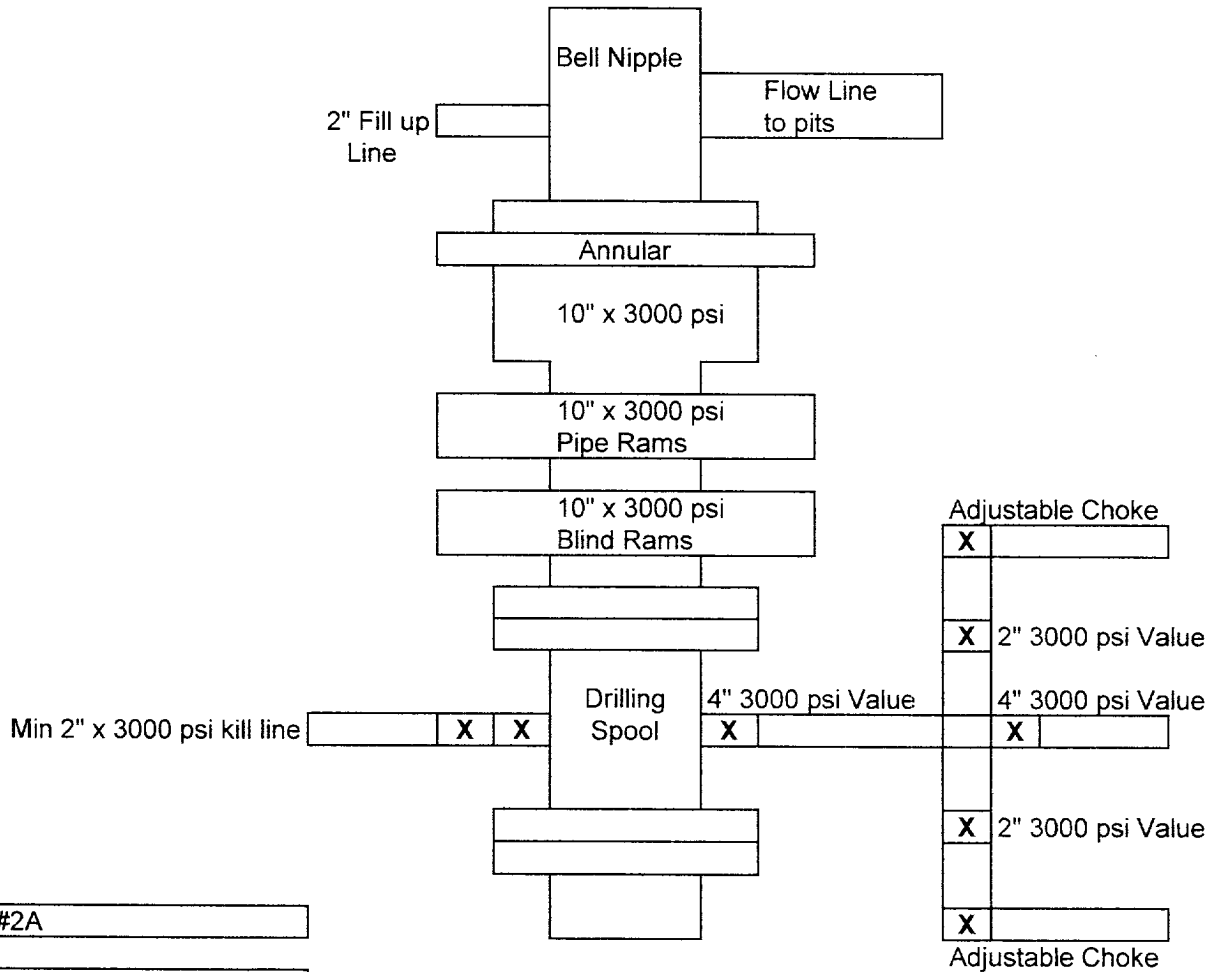 Bell Nipple
Flow Line
to pits
2" Fill up
Line
Annular
10" x 3000 psi
10" x 3000 psi
Pipe Rams
10" x 3000 psi
Blind Rams
Adjustable Choke
X
X 2" 3000 psi Value
Drilling
Spool
4" 3000 psi Value
4" 3000 psi Value
Min 2" x 3000 psi kill line
X X
X
X
X 2" 3000 psi Value
#2A
X
Adjustable Choke